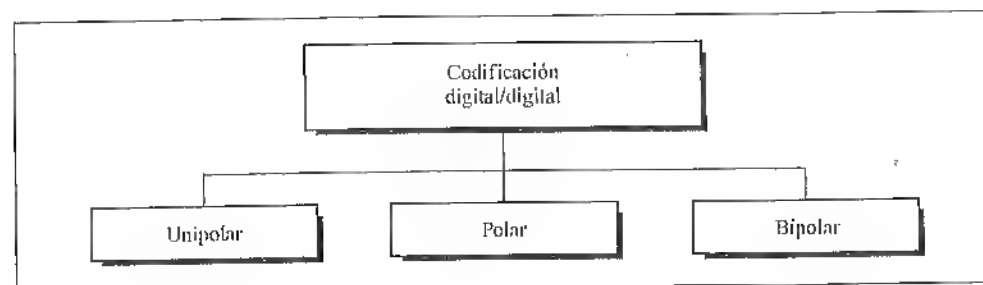 Codificación
digital/digital
Unipolar
Polar
Bipolar